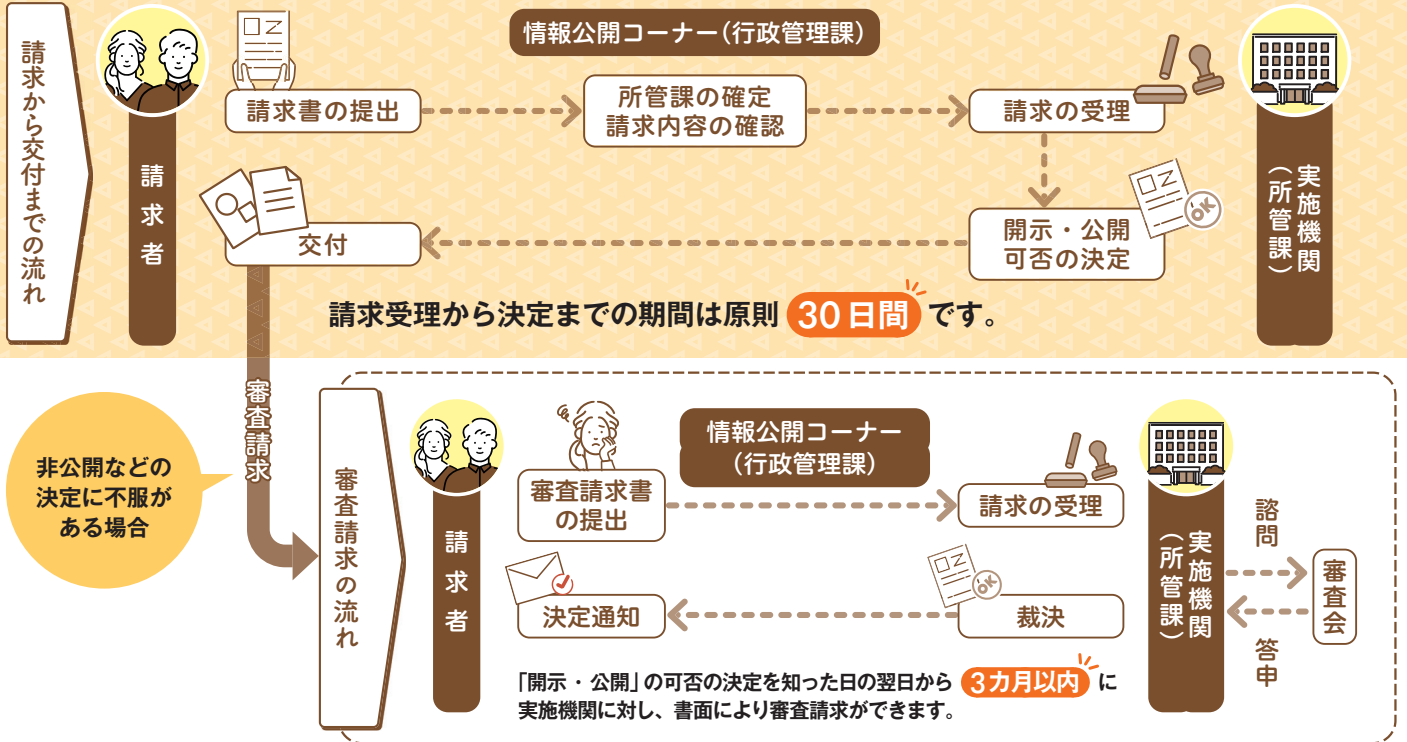 請求から交付までの流れ
請求者
情報公開コーナー(行政管理課)
請求書の提出
所管課の確定
請求内容の確認
請求の受理
開示・公開
可否の決定
OK
交付
実施機関
(所管課)
請求受理から決定までの期間は原則 30日間 です。
審査請求
非公開などの
決定に不服が
ある場合
審査請求の流れ
請求者
情報公開コーナー
(行政管理課)
審査請求書
の提出
請求の受理
裁決
OK
決定通知
実施機関
(所管課)
諮問
審査会
答申
「開示・公開」の可否の決定を知った日の翌日から 3カ月以内 に
実施機関に対し、書面により審査請求ができます。